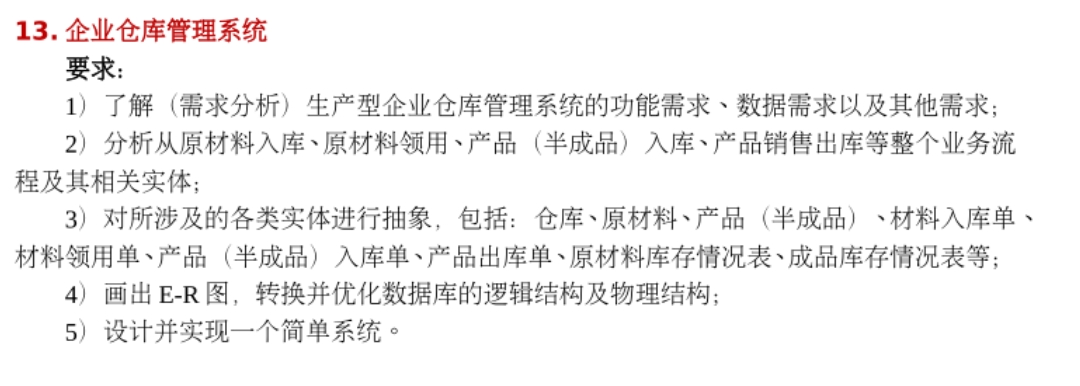 13. 企业仓库管理系统
要求：
1）了解（需求分析）生产型企业仓库管理系统的功能需求、数据需求以及其他需求；
2）分析从原材料入库、原材料领用、产品（半成品）入库、产品销售出库等整个业务流
程及其相关实体；
3）对所涉及的各类实体进行抽象，包括：仓库、原材料、产品（半成品）、材料入库单、
材料领用单、产品（半成品）入库单、产品出库单、原材料库存情况表、成品库存情况表等；
4）画出 E-R 图，转换并优化数据库的逻辑结构及物理结构；
5）设计并实现一个简单系统。